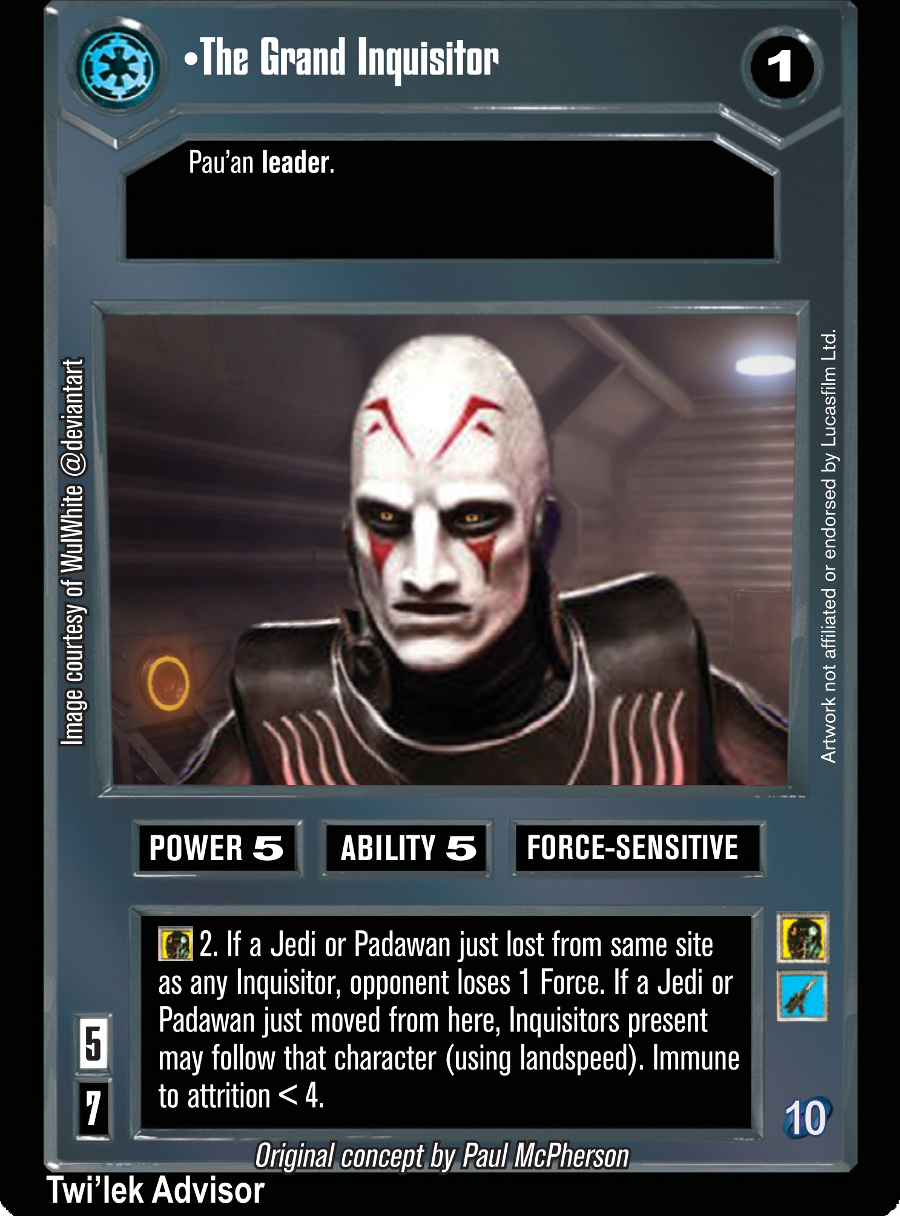 •The Grand Inquisitor
1
Pau'an leader.
Image courtesy of WulWhite @deviantart
Artwork not affiliated or endorsed by Lucasfilm Ltd.
POWER 5
ABILITY 5
FORCE-SENSITIVE
2. If a Jedi or Padawan just lost from same site
as any Inquisitor, opponent loses 1 Force. If a Jedi or
Padawan just moved from here, Inquisitors present
may follow that character (using landspeed). Immune
to attrition < 4.
5
7
10
Original concept by Paul McPherson
Twi'lek Advisor